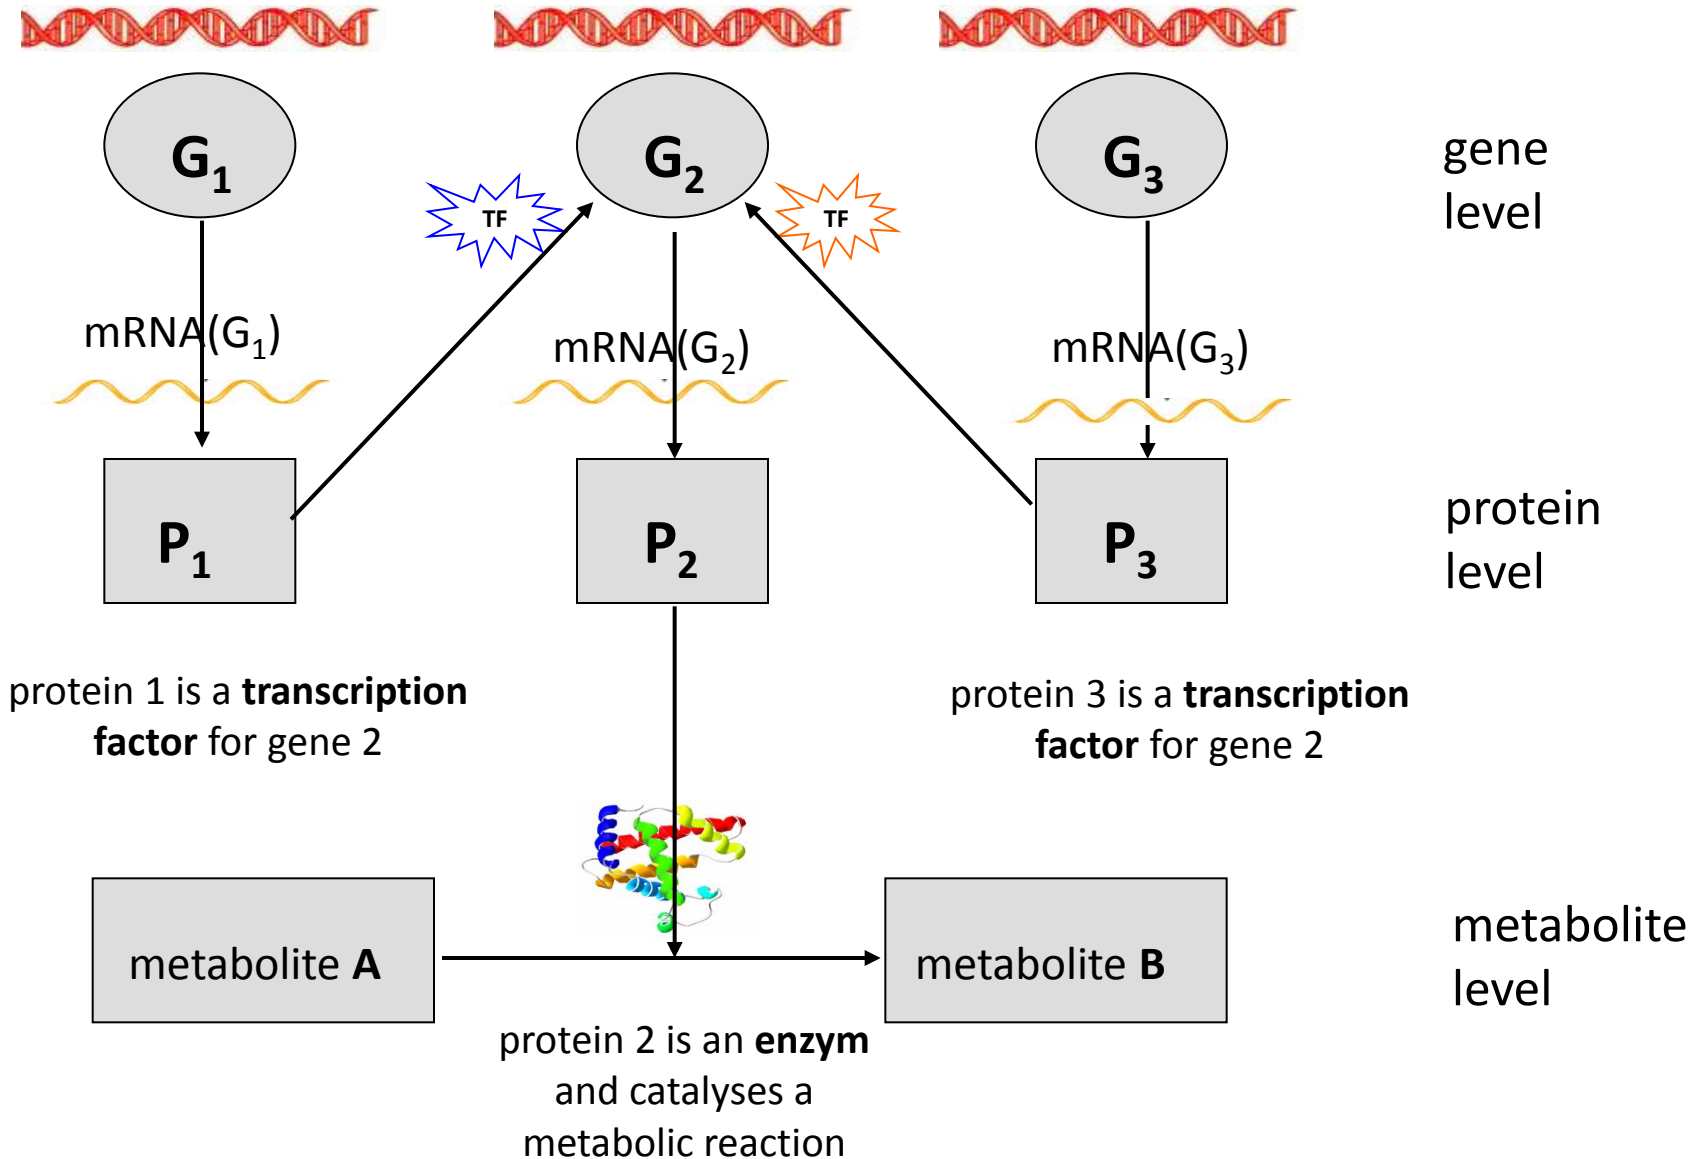 G₁
G₂
G₃
gene
level
TF
TF
mRNA(G₁)
mRNA(G₂)
mRNA(G₃)
P₁
P₂
P₃
protein
level
protein 1 is a transcription
factor for gene 2
protein 3 is a transcription
factor for gene 2
metabolite A
metabolite B
metabolite
level
protein 2 is an enzym
and catalyses a
metabolic reaction